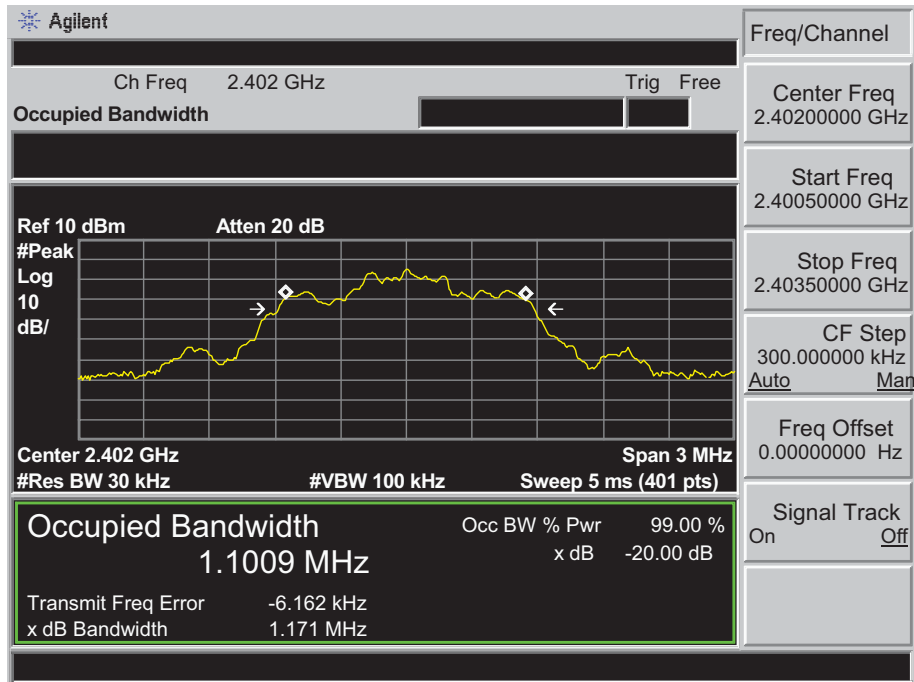 Agilent
Freq/Channel
Ch Freq 2.402 GHz Trig Free
Occupied Bandwidth
Center Freq
2.40200000 GHz
Start Freq
2.40050000 GHz
Stop Freq
2.40350000 GHz
CF Step
300.000000 kHz
Auto Man
Freq Offset
0.00000000 Hz
Signal Track
On Off
Ref 10 dBm Atten 20 dB
#Peak
Log
10
dB/
Center 2.402 GHz Span 3 MHz
#Res BW 30 kHz #VBW 100 kHz Sweep 5 ms (401 pts)
Occupied Bandwidth Occ BW % Pwr 99.00 %
1.1009 MHz x dB -20.00 dB
Transmit Freq Error -6.162 kHz
x dB Bandwidth 1.171 MHz